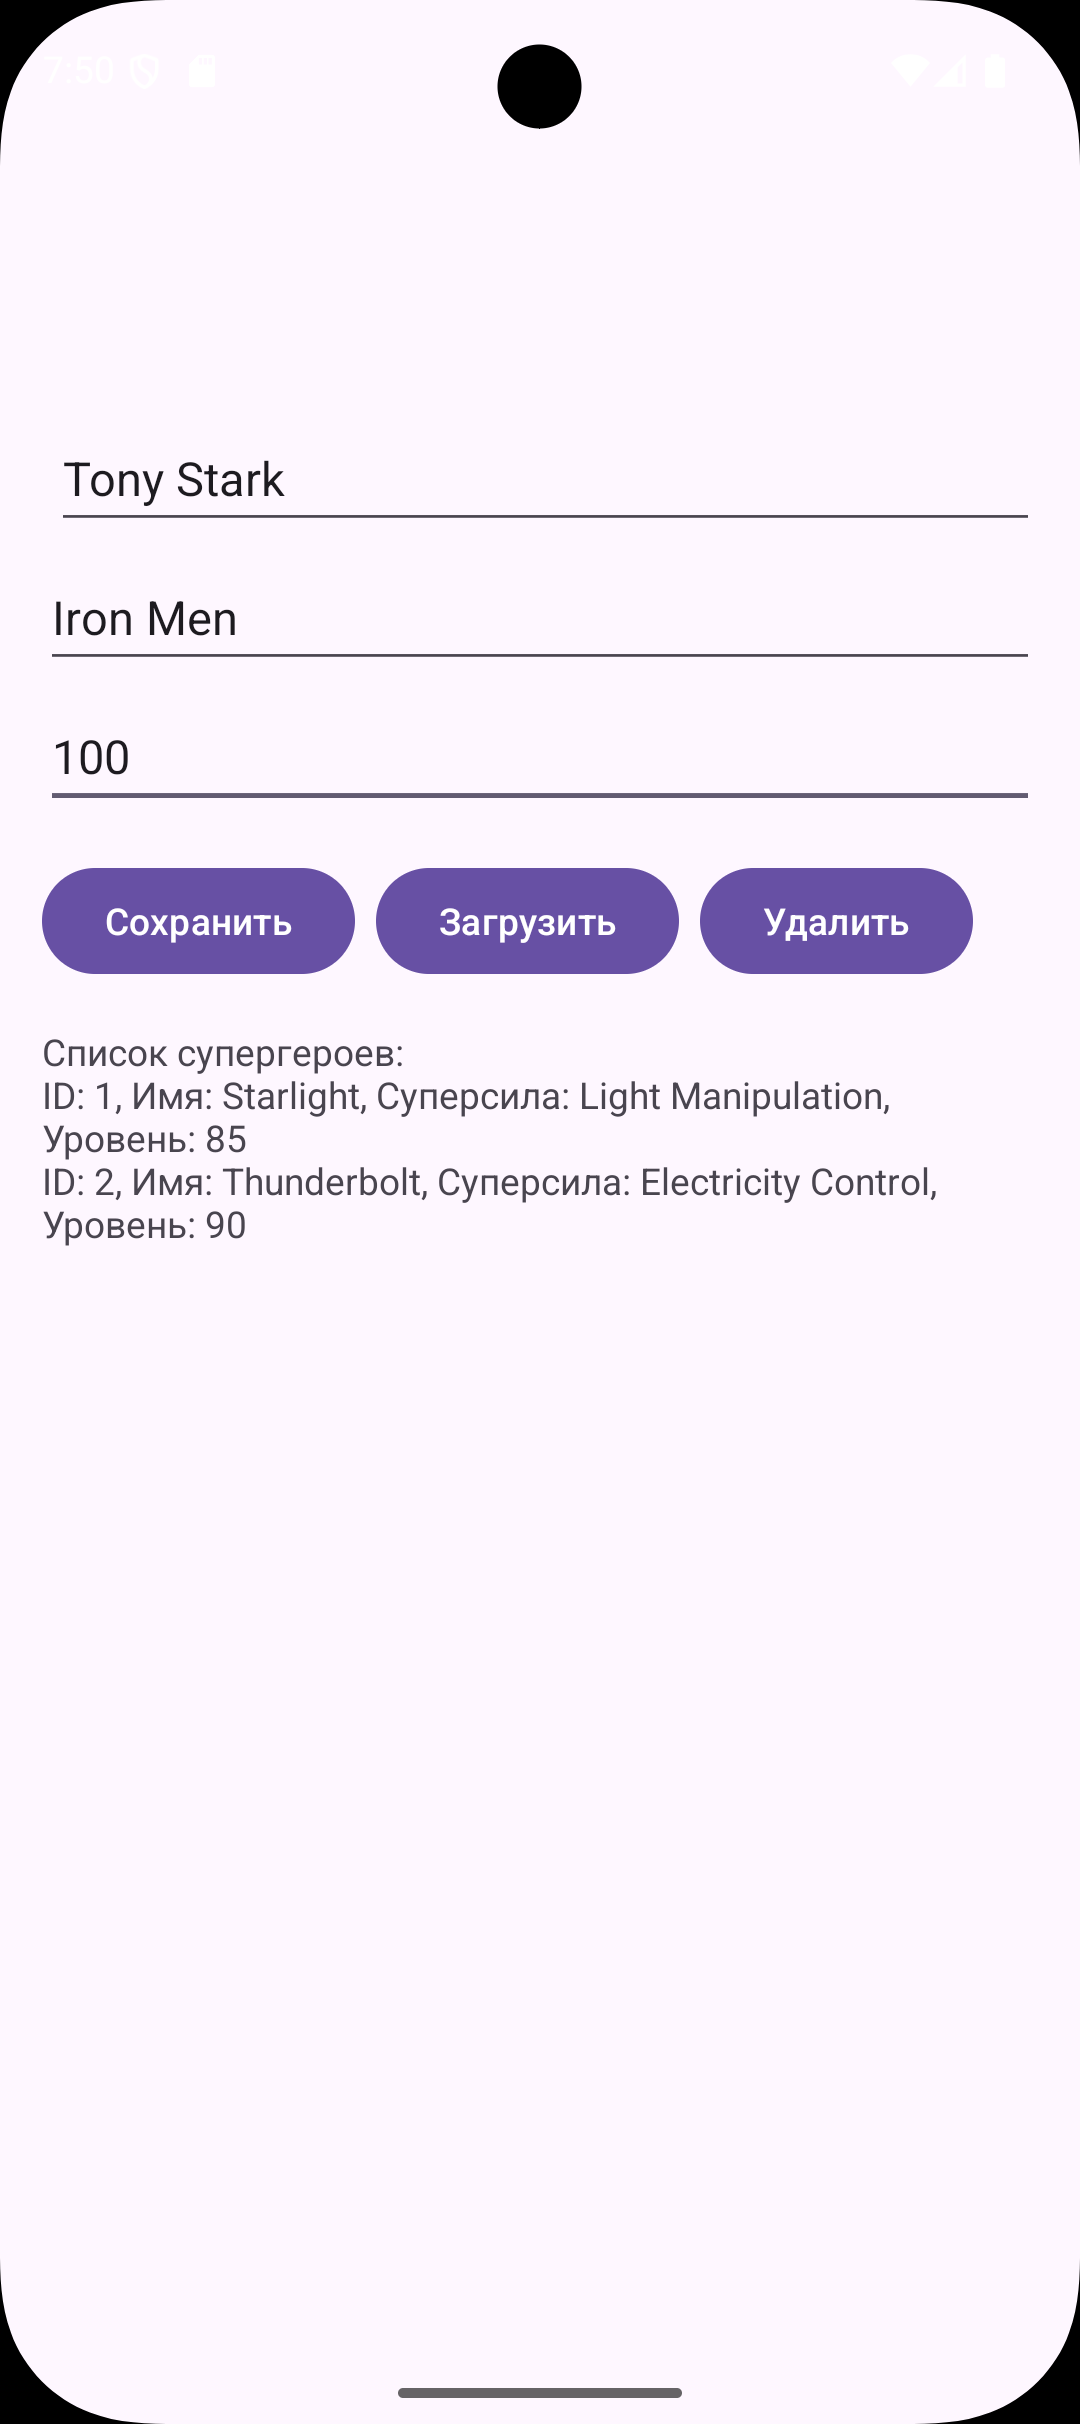 7:50
Tony Stark
Iron Men
100
Сохранить Загрузить Удалить
Список супергероев:
ID: 1, Имя: Starlight, Суперсила: Light Manipulation,
Уровень: 85
ID: 2, Имя: Thunderbolt, Суперсила: Electricity Control,
Уровень: 90